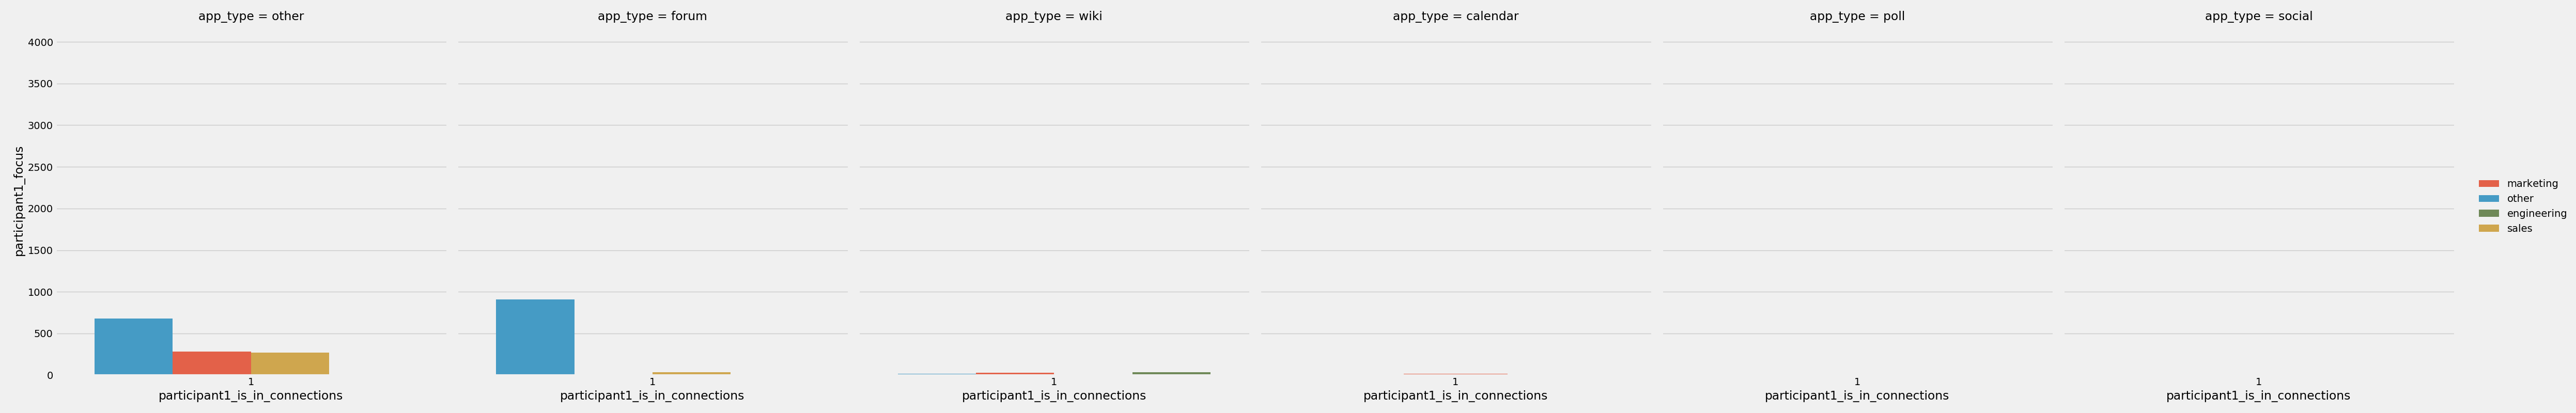 app_type = other
app_type = forum
app_type = wiki
app_type = calendar
app_type = poll
app_type = social
participant1_focus
4000
3500
3000
2500
2000
1500
1000
500
0
1
1
1
1
1
1
participant1_is_in_connections
participant1_is_in_connections
participant1_is_in_connections
participant1_is_in_connections
participant1_is_in_connections
participant1_is_in_connections
marketing
other
engineering
sales